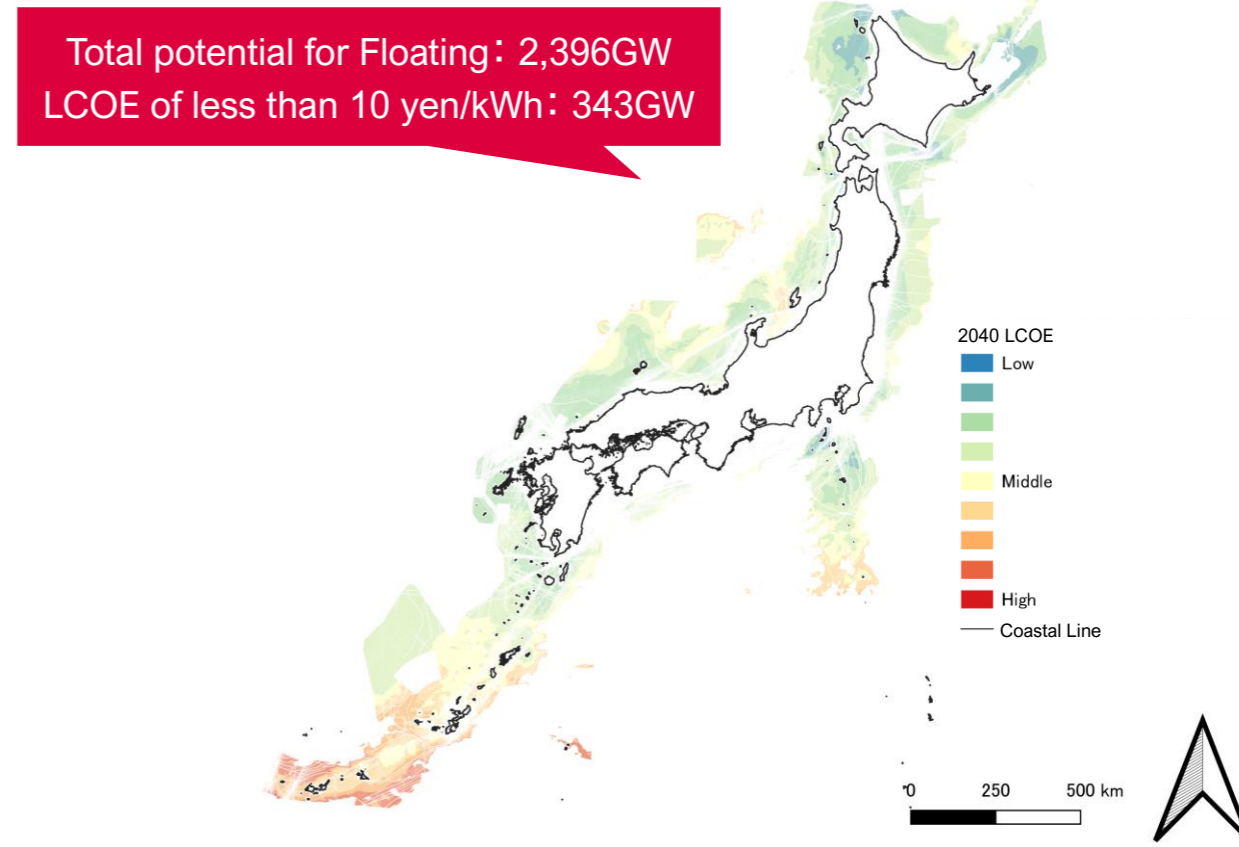 Total potential for Floating：2,396GW
LCOE of less than 10 yen/kWh：343GW
2040 LCOE
Low
Middle
High
Coastal Line
0 250 500 km